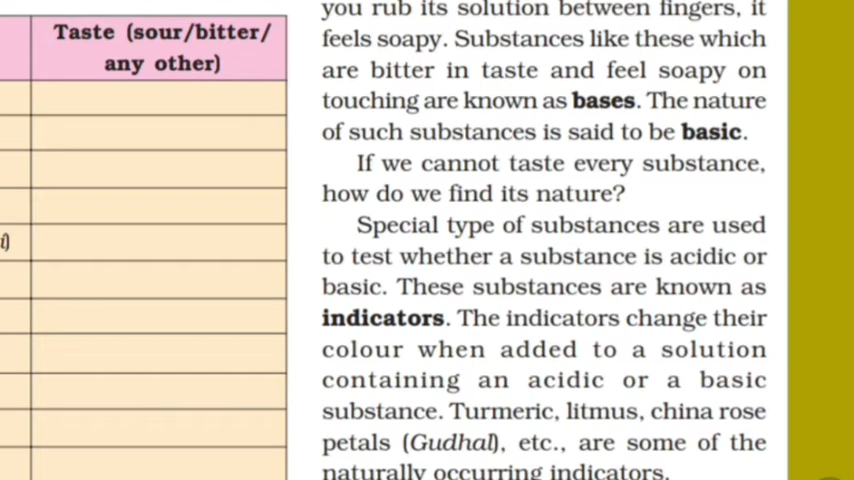 Taste (sour/bitter/
any other)
i)
you rub its solution between fingers, it
feels soapy. Substances like these which
are bitter in taste and feel soapy on
touching are known as bases. The nature
of such substances is said to be basic.
If we cannot taste every substance,
how do we find its nature?
Special type of substances are used
to test whether a substance is acidic or
basic. These substances are known as
indicators. The indicators change their
colour when added to a solution
containing an acidic or a basic
substance. Turmeric, litmus, china rose
petals (Gudhal), etc., are some of the
naturally occurring indicators.